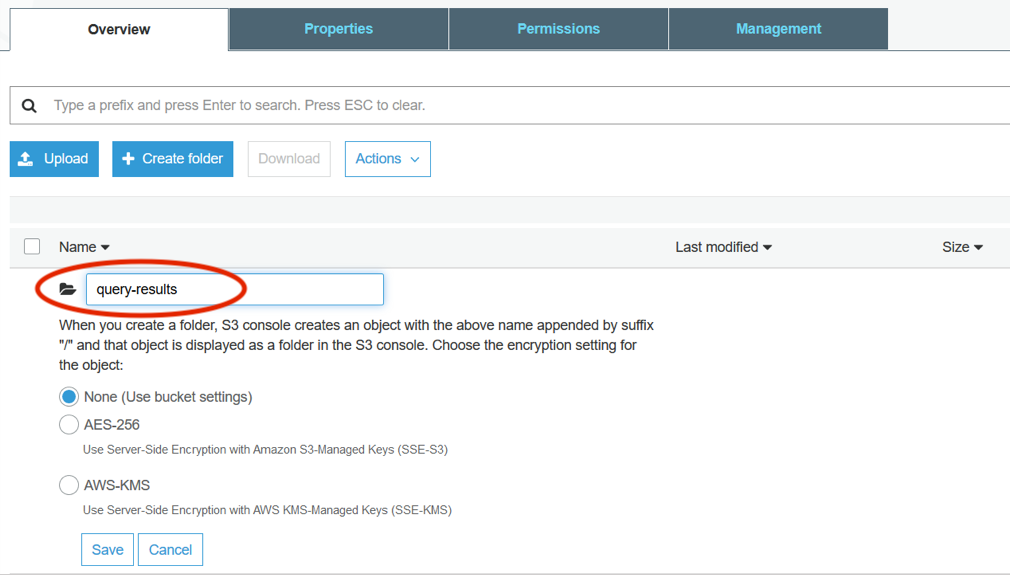 Overview Properties Permissions Management
Type a prefix and press Enter to search. Press ESC to clear.
Upload Create folder Download Actions
Name Last modified Size
query-results
When you create a folder, S3 console creates an object with the above name appended by suffix
"/" and that object is displayed as a folder in the S3 console. Choose the encryption setting for
the object:
None (Use bucket settings)
AES-256
Use Server-Side Encryption with Amazon S3-Managed Keys (SSE-S3)
AWS-KMS
Use Server-Side Encryption with AWS KMS-Managed Keys (SSE-KMS)
Save Cancel